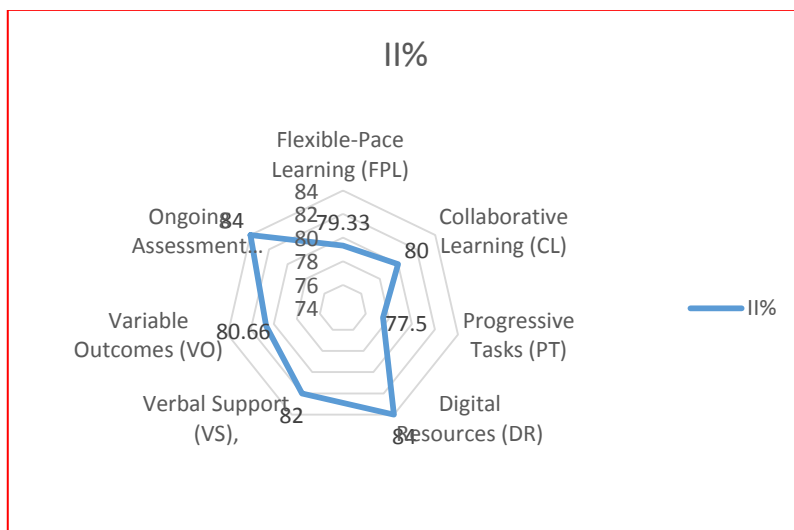 II%
Flexible-Pace
Learning (FPL)
84
82
80
78
76
74
79.33
Collaborative
Learning (CL)
80
Progressive
Tasks (PT)
77.5
Digital
Resources (DR)
84
Verbal Support
(VS),
82
Variable
Outcomes (VO)
80.66
Ongoing
Assessment...
84
II%